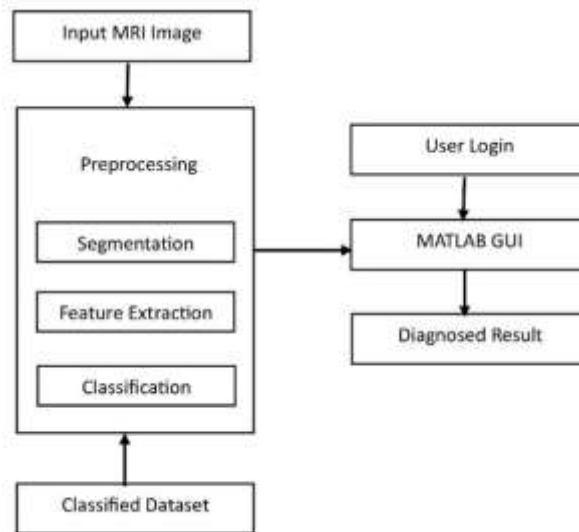 Input MRI Image
Preprocessing
Segmentation
Feature Extraction
Classification
Classified Dataset
User Login
MATLAB GUI
Diagnosed Result